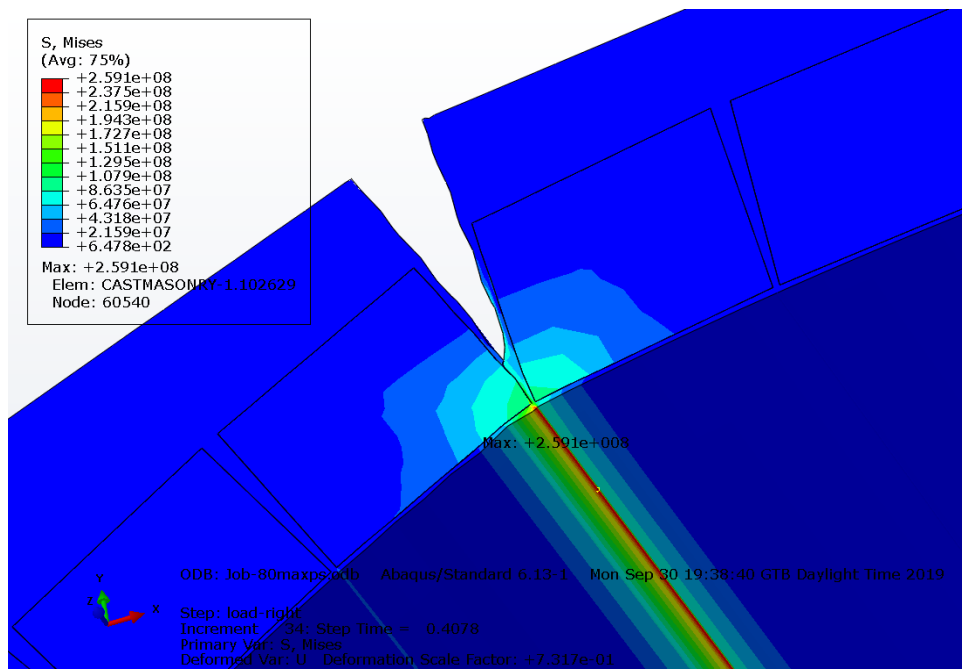 S, Mises
(Avg: 75%)
+2.591e+08
+2.375e+08
+2.159e+08
+1.943e+08
+1.727e+08
+1.511e+08
+1.295e+08
+1.079e+08
+8.635e+07
+6.476e+07
+4.318e+07
+2.159e+07
+6.478e+02
Max: +2.591e+08
Elem: CASTMASONRY-1.102629
Node: 60540
Max: +2.591e+008
ODB: Job-80maxps.odb Abaqus/Standard 6.13-1 Mon Sep 30 19:38:40 GTB Daylight Time 2019
Y
Z X
Step: load-right
Increment 34: Step Time = 0.4078
Primary Var: S, Mises
Deformed Var: U Deformation Scale Factor: +7.317e-01